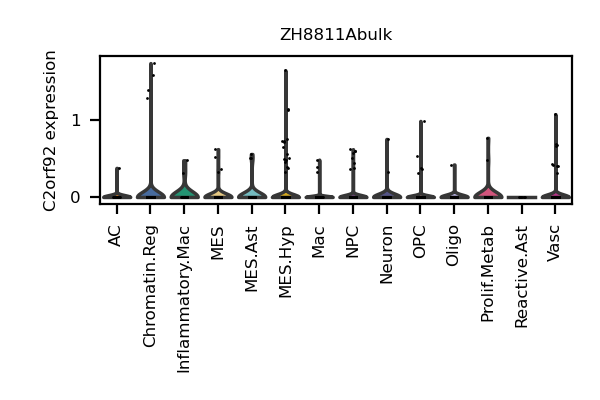 ZH8811Abulk
C2orf92 expression
1
0
AC
Chromatin.Reg
Inflammatory.Mac
MES
MES.Ast
MES.Hyp
Mac
NPC
Neuron
OPC
Oligo
Prolif.Metab
Reactive.Ast
Vasc